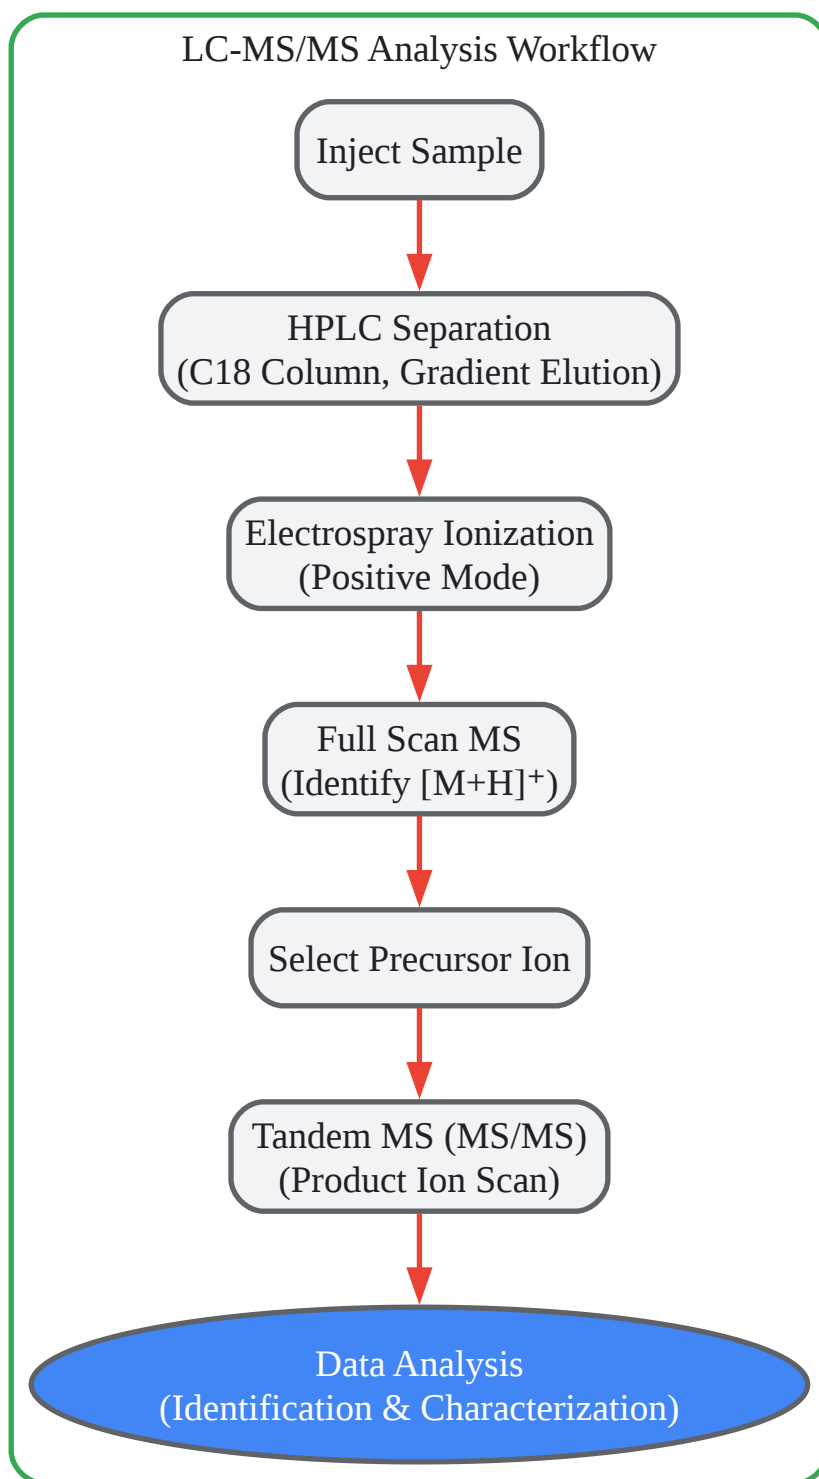 LC-MS/MS Analysis Workflow
Inject Sample
HPLC Separation
(C18 Column, Gradient Elution)
Electrospray Ionization
(Positive Mode)
Full Scan MS
(Identify [M+H]⁺)
Select Precursor Ion
Tandem MS (MS/MS)
(Product Ion Scan)
Data Analysis
(Identification & Characterization)